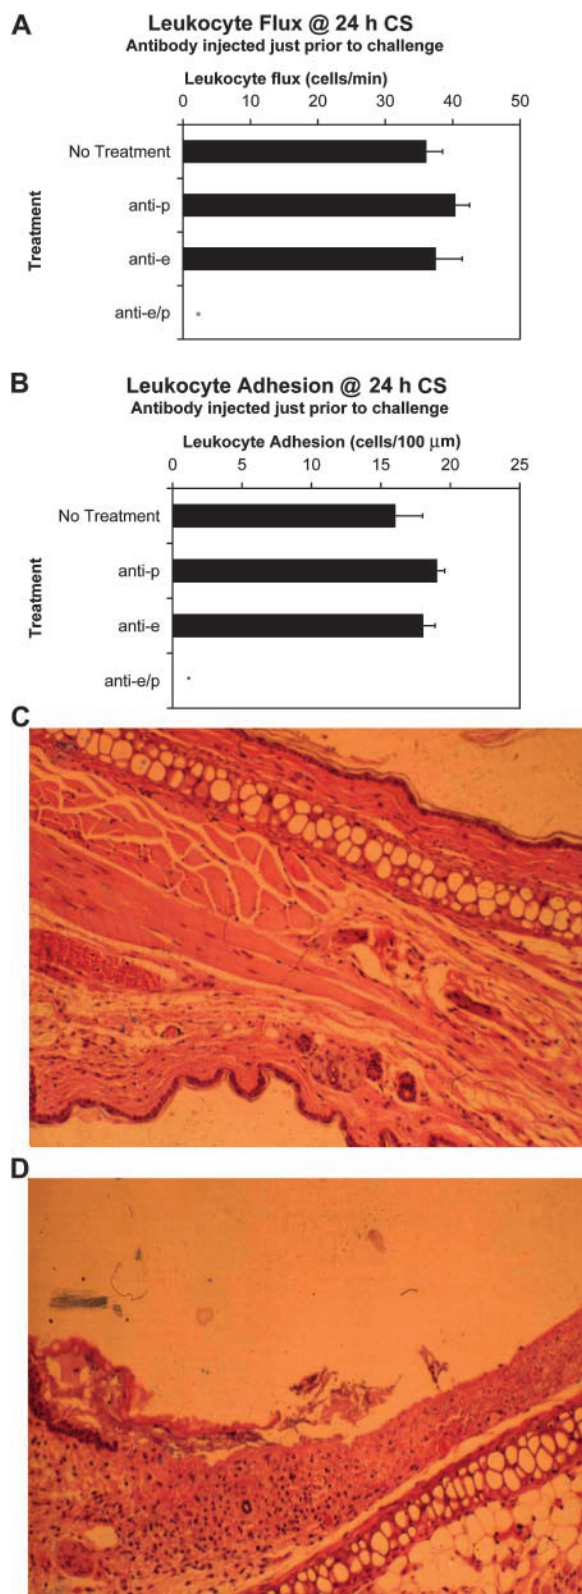 A
Leukocyte Flux @ 24 h CS
Antibody injected just prior to challenge
Leukocyte flux (cells/min)
0 10 20 30 40 50
No Treatment
anti-p
anti-e
anti-e/p
Treatment
*
B
Leukocyte Adhesion @ 24 h CS
Antibody injected just prior to challenge
Leukocyte Adhesion (cells/100 μm)
0 5 10 15 20 25
No Treatment
anti-p
anti-e
anti-e/p
Treatment
*
C
D